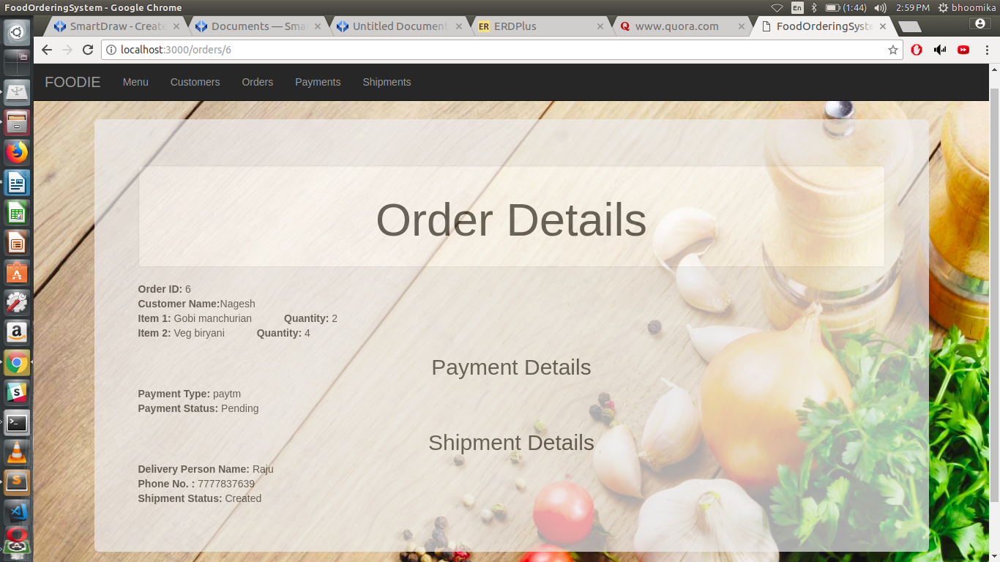 FoodOrderingSystem - Google Chrome
En (1:44) 2:59 PM bhoomika
SmartDraw - Create Documents — Smar Untitled Document ER ERDPlus www.quora.com FoodOrderingSyste
localhost:3000/orders/6
FOODIE Menu Customers Orders Payments Shipments
Order Details
Order ID: 6
Customer Name:Nagesh
Item 1: Gobi manchurian Quantity: 2
Item 2: Veg biryani Quantity: 4
Payment Details
Payment Type: paytm
Payment Status: Pending
Shipment Details
Delivery Person Name: Raju
Phone No. : 7777837639
Shipment Status: Created